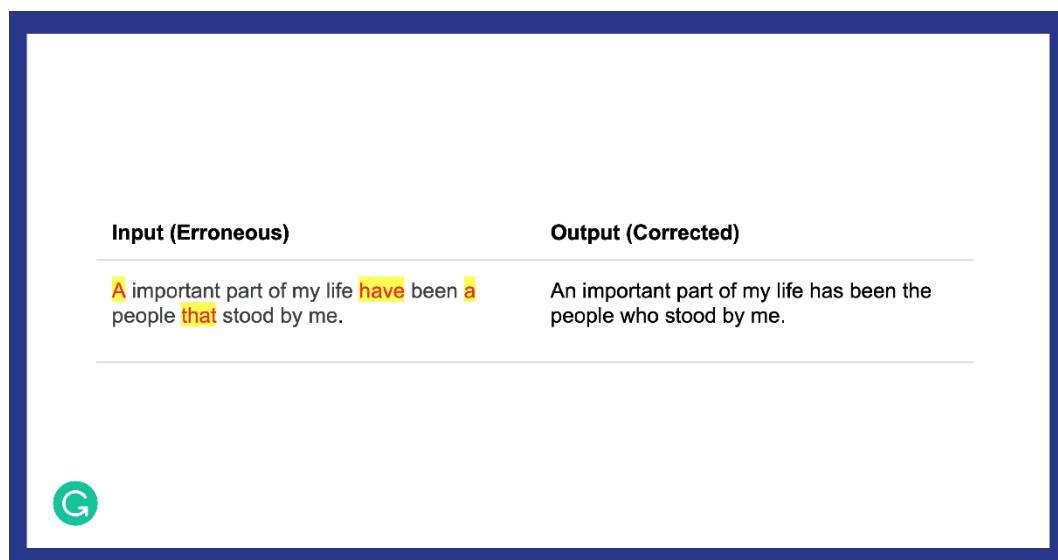 Input (Erroneous)
Output (Corrected)
A important part of my life have been a
people that stood by me.
An important part of my life has been the
people who stood by me.